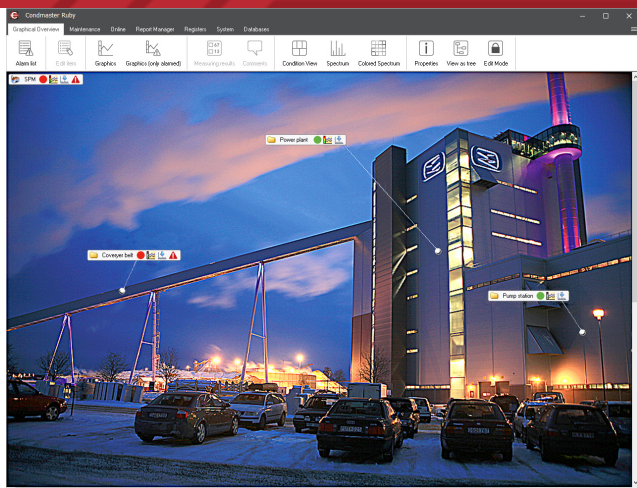 Condmaster Ruby
Graphical Overview Maintenance Online Report Manager Registers System Databases
Alarm list Edit item Graphics Graphics (only alarmed) Measuring results Comments Condition View Spectrum Colored Spectrum Properties View as tree Edit Mode
SPM
Power plant
Coveryer belt
Pump station